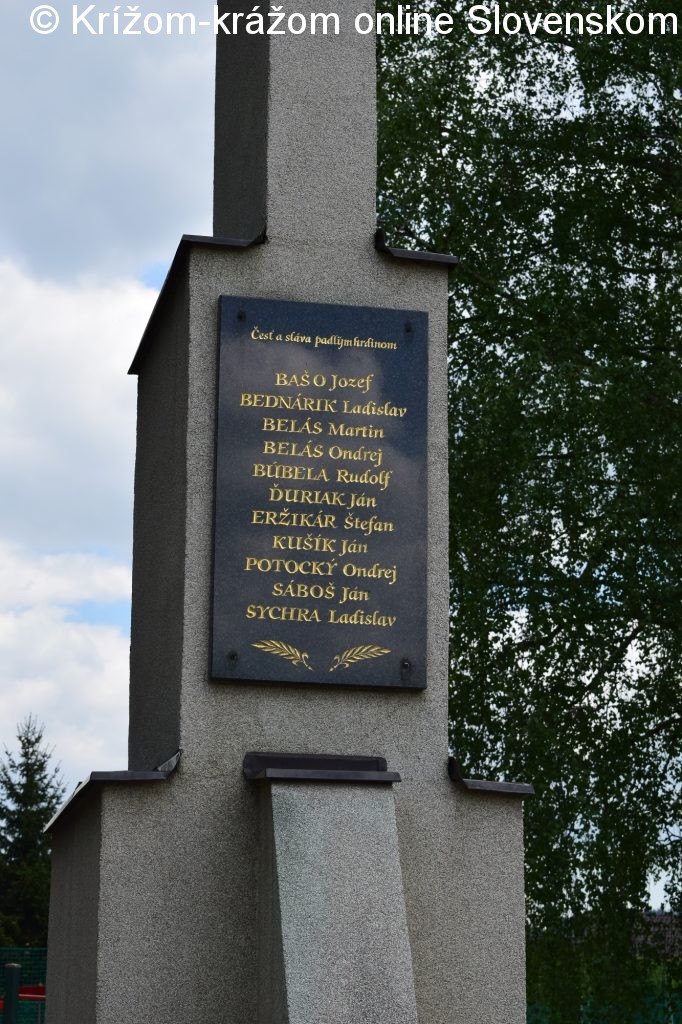 © Krížom-krážom online Slovenskom
Česť a sláva padlým hrdinom
BAŠO Jozef
BEDNÁRIK Ladislav
BELÁS Martin
BELÁS Ondrej
BÚBELA Rudolf
ĎURIAK Ján
ERŽIKÁR Štefan
KUŠÍK Ján
POTOCKÝ Ondrej
SÁBOŠ Ján
SYCHRA Ladislav